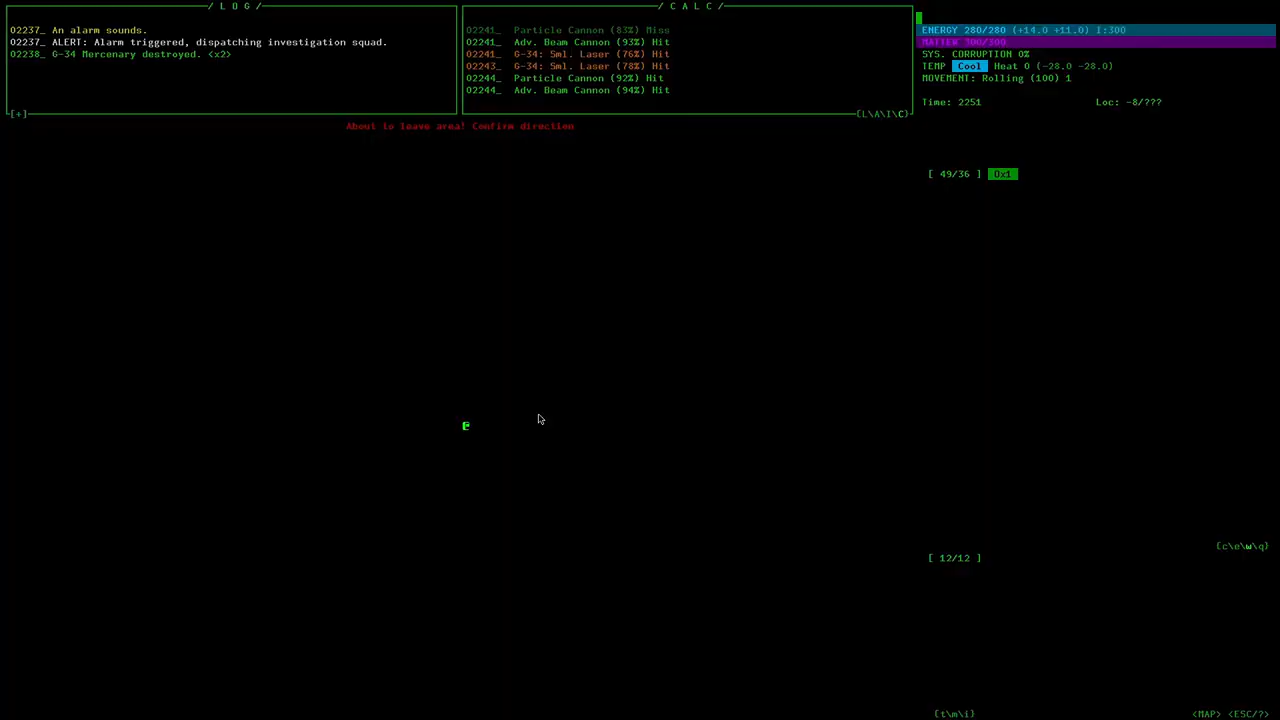 / L O G /
02237_ An alarm sounds.
02237_ ALERT: Alarm triggered, dispatching investigation squad.
02238_ G-34 Mercenary destroyed. <x2>
[+]
/ C A L C /
02241_ Particle Cannon (83%) Miss
02241_ Adv. Beam Cannon (93%) Hit
02241_ G-34: Sml. Laser (76%) Hit
02243_ G-34: Sml. Laser (78%) Hit
02244_ Particle Cannon (92%) Hit
02244_ Adv. Beam Cannon (94%) Hit
(L\A\I\C)
About to leave area! Confirm direction
ENERGY 280/280 (+14.0 +11.0) I:300
MATTER 300/300
SYS. CORRUPTION 0%
TEMP Cool Heat 0 (-28.0 -28.0)
MOVEMENT: Rolling (100) 1
Time: 2251 Loc: -8/???
[ 49/36 ] 0x1
(c\e\w\q)
[ 12/12 ]
(t\m\i) <MAP> <ESC/?>